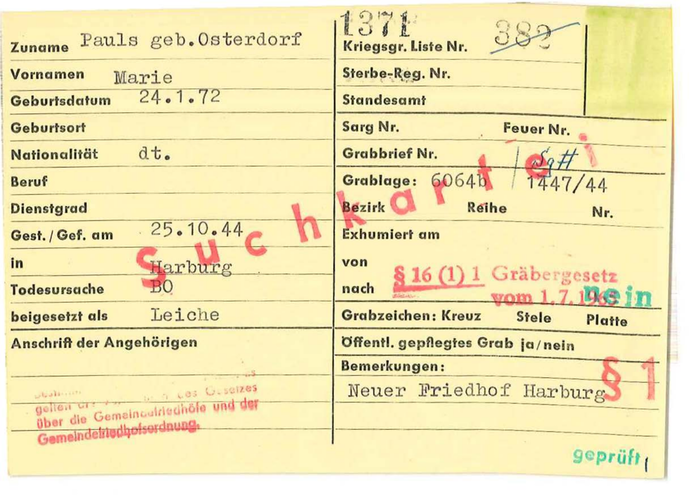 Zuname Pauls geb.Osterdorf
Vornamen Marie
Geburtsdatum 24.1.72
Geburtsort
Nationalität dt.
Beruf
Dienstgrad
Gest./Gef. am 25.10.44
in Harburg
Todesursache BO
beigesetzt als Leiche
Anschrift der Angehörigen
gelten des Gesetzes
über die Gemeindefriedhöfe und der
Gemeindefriedhofsordnung.
Suchkartei
1371
Kriegsgr. Liste Nr. 382
Sterbe-Reg. Nr.
Standesamt
Sarg Nr. Feuer Nr.
Grabbrief Nr.
Grablage: 6064b 1447/44
Bezirk Reihe Nr.
Exhumiert am
von
nach
§ 16 (1) 1 Gräbergesetz
vom 1.7.1965
nein
Grabzeichen: Kreuz Stele Platte
Öffentl. gepflegtes Grab ja/nein
Bemerkungen:
Neuer Friedhof Harburg
§ 1
geprüft